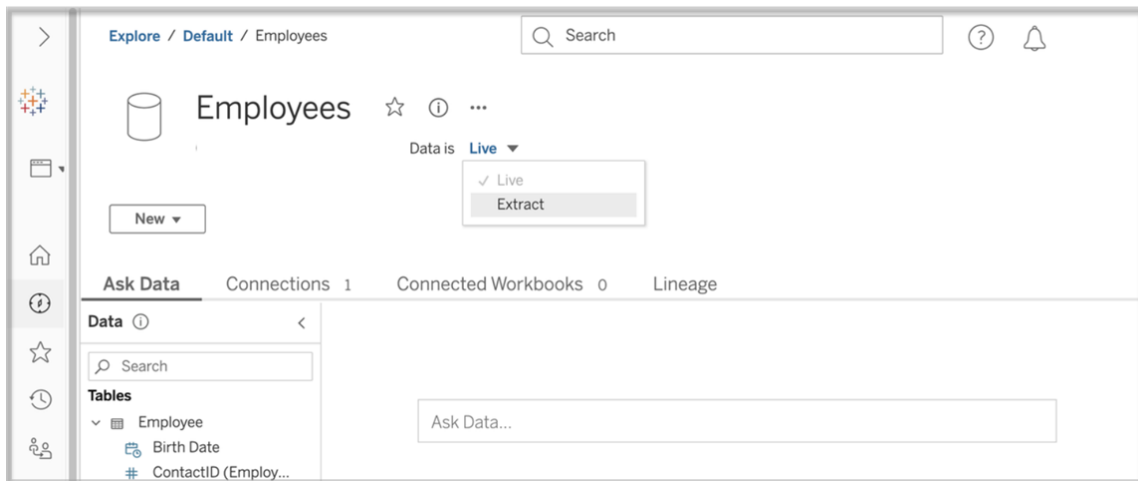 Explore / Default / Employees
Search
Employees
Data is Live
Live
Extract
New
Ask Data Connections 1 Connected Workbooks 0 Lineage
Data
Search
Tables
Employee
Ask Data...
Birth Date
ContactID (Employ...